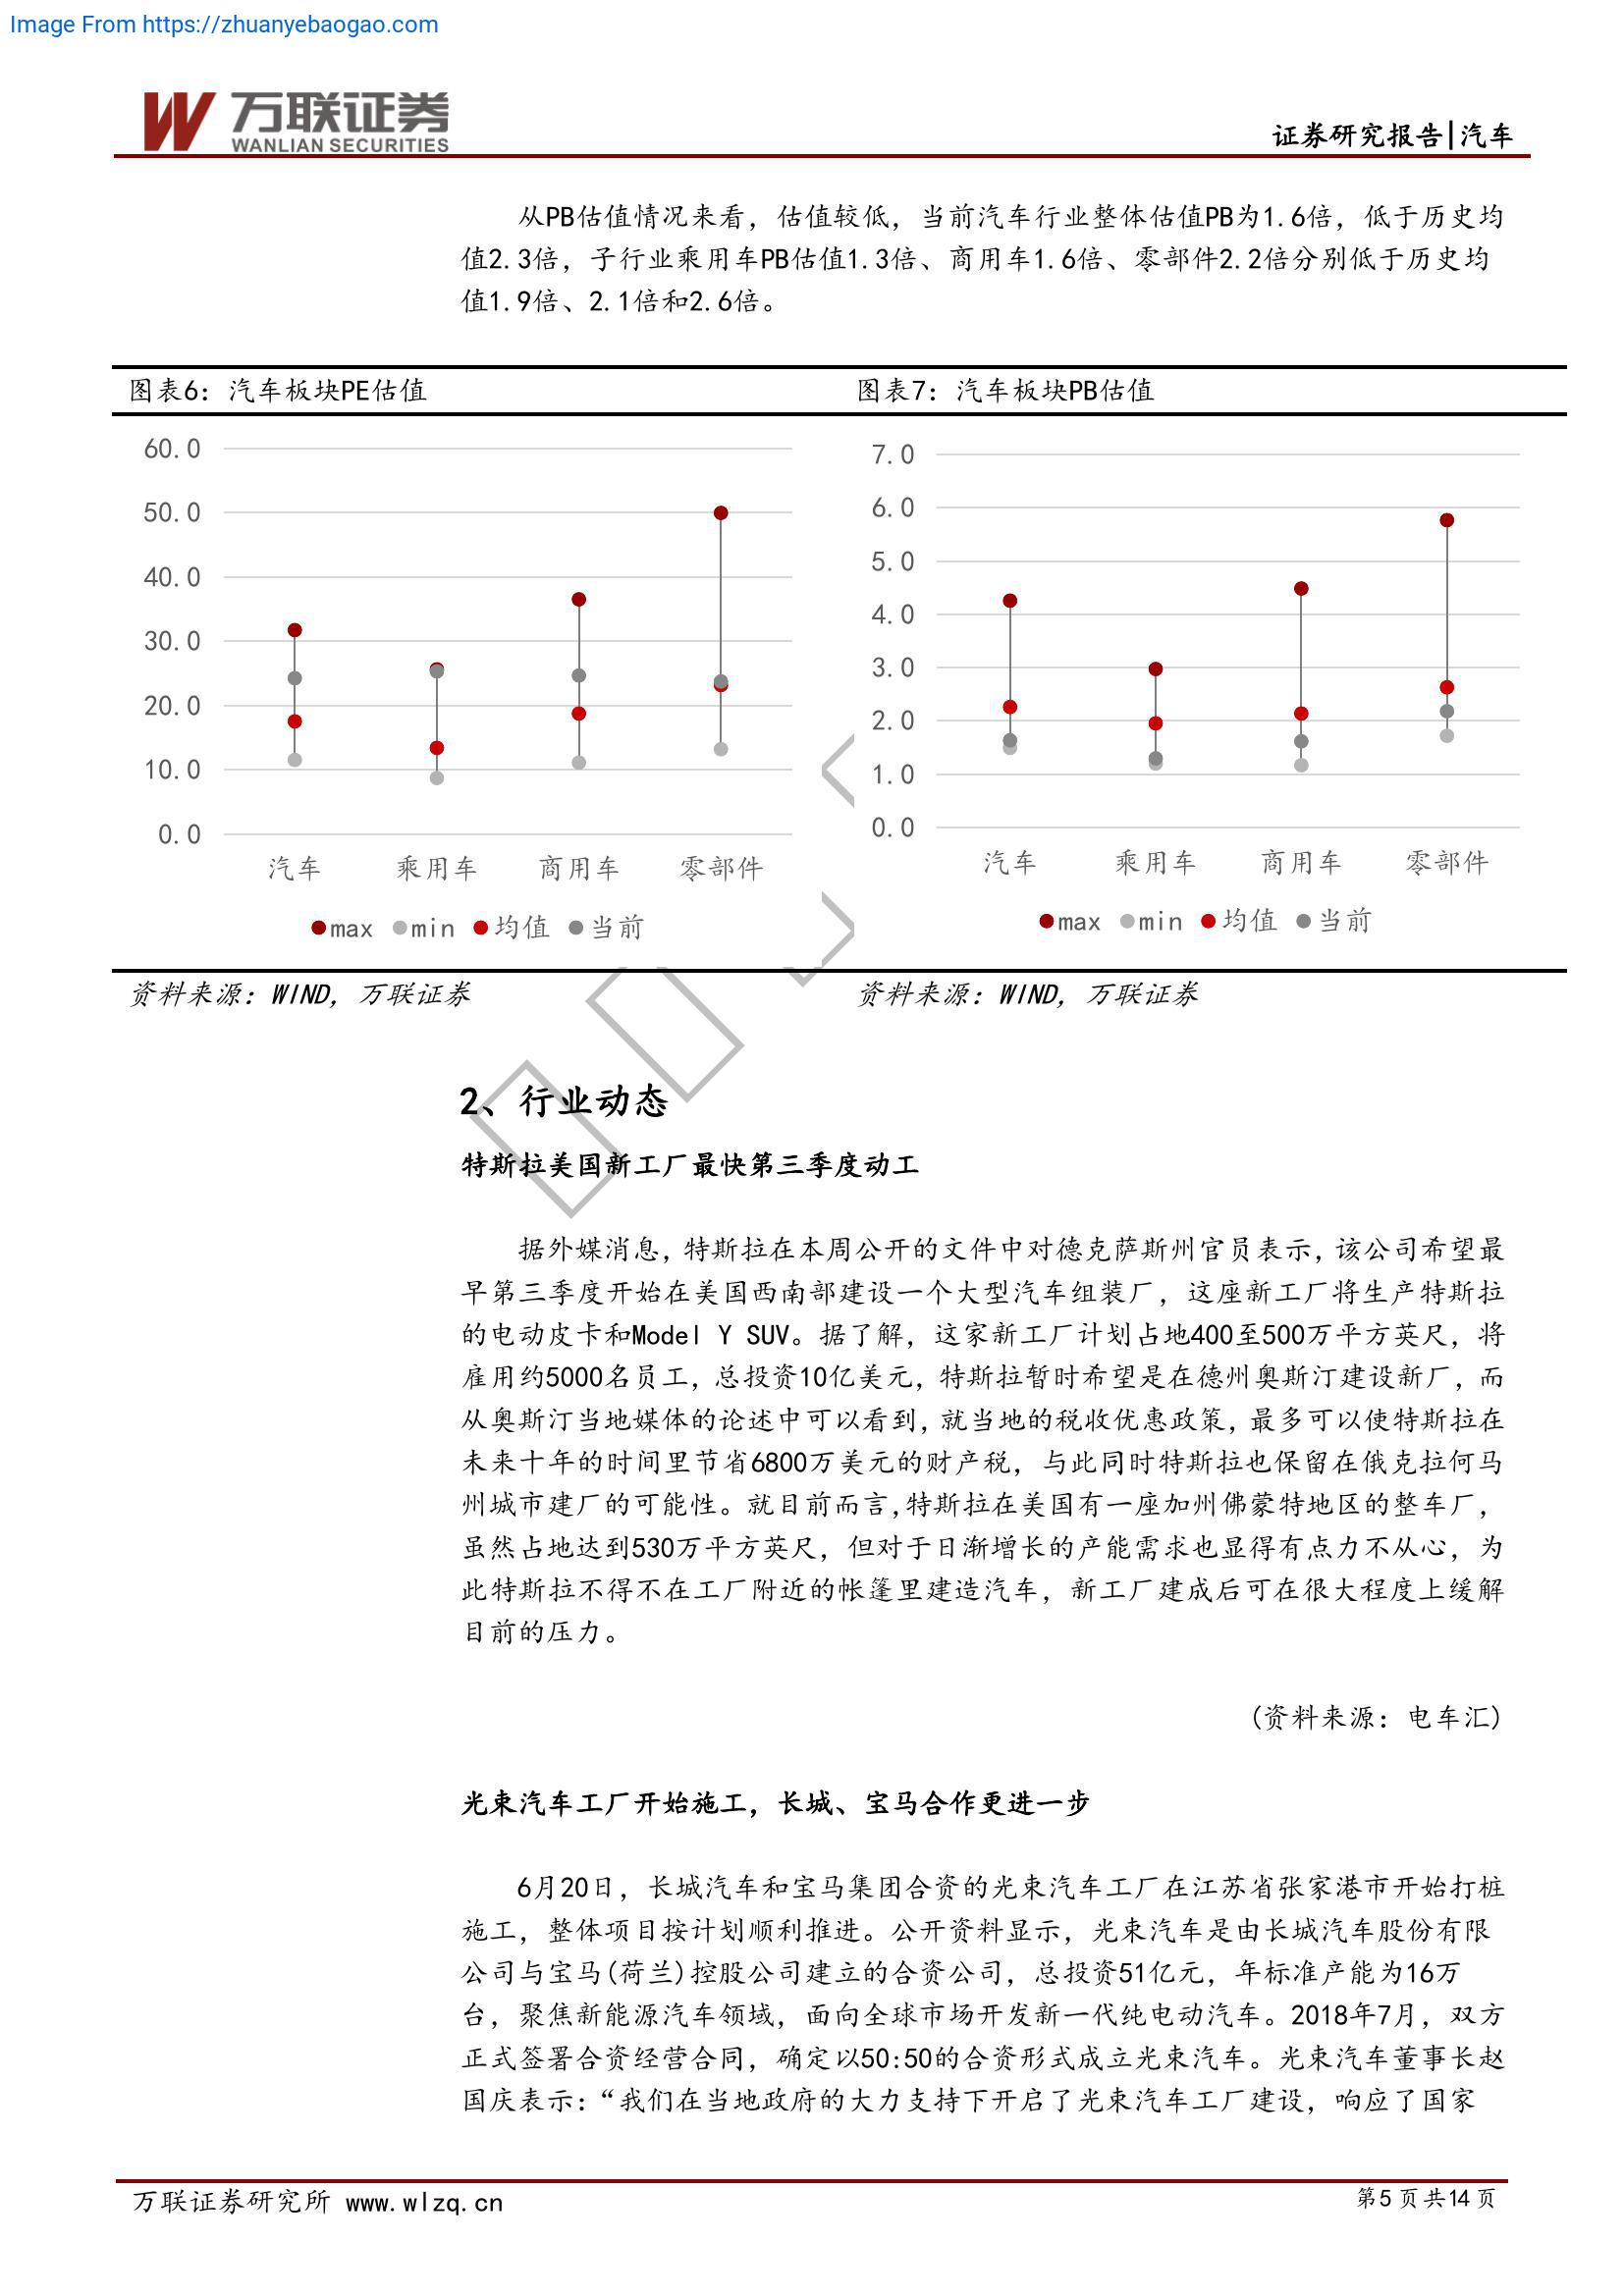 Image From https://zhuanyebaogao.com
万联证券
WANLIAN SECURITIES
证券研究报告|汽车
从PB估值情况来看，估值较低，当前汽车行业整体估值PB为1.6倍，低于历史均
值2.3倍，子行业乘用车PB估值1.3倍、商用车1.6倍、零部件2.2倍分别低于历史均
值1.9倍、2.1倍和2.6倍。
图表6：汽车板块PE估值
60.0
50.0
40.0
30.0
20.0
10.0
0.0
汽车 乘用车 商用车 零部件
max min 均值 当前
资料来源：WIND，万联证券
图表7：汽车板块PB估值
7.0
6.0
5.0
4.0
3.0
2.0
1.0
0.0
汽车 乘用车 商用车 零部件
max min 均值 当前
资料来源：WIND，万联证券
2、行业动态
特斯拉美国新工厂最快第三季度动工
据外媒消息，特斯拉在本周公开的文件中对德克萨斯州官员表示，该公司希望最
早第三季度开始在美国西南部建设一个大型汽车组装厂，这座新工厂将生产特斯拉
的电动皮卡和Model Y SUV。据了解，这家新工厂计划占地400至500万平方英尺，将
雇用约5000名员工，总投资10亿美元，特斯拉暂时希望是在德州奥斯汀建设新厂，而
从奥斯汀当地媒体的论述中可以看到，就当地的税收优惠政策，最多可以使特斯拉在
未来十年的时间里节省6800万美元的财产税，与此同时特斯拉也保留在俄克拉何马
州城市建厂的可能性。就目前而言，特斯拉在美国有一座加州佛蒙特地区的整车厂，
虽然占地达到530万平方英尺，但对于日渐增长的产能需求也显得有点力不从心，为
此特斯拉不得不在工厂附近的帐篷里建造汽车，新工厂建成后可在很大程度上缓解
目前的压力。
(资料来源：电车汇)
光束汽车工厂开始施工，长城、宝马合作更进一步
6月20日，长城汽车和宝马集团合资的光束汽车工厂在江苏省张家港市开始打桩
施工，整体项目按计划顺利推进。公开资料显示，光束汽车是由长城汽车股份有限
公司与宝马(荷兰)控股公司建立的合资公司，总投资51亿元，年标准产能为16万
台，聚焦新能源汽车领域，面向全球市场开发新一代纯电动汽车。2018年7月，双方
正式签署合资经营合同，确定以50:50的合资形式成立光束汽车。光束汽车董事长赵
国庆表示：“我们在当地政府的大力支持下开启了光束汽车工厂建设，响应了国家
万联证券研究所 www.wlzq.cn
第5页共14页